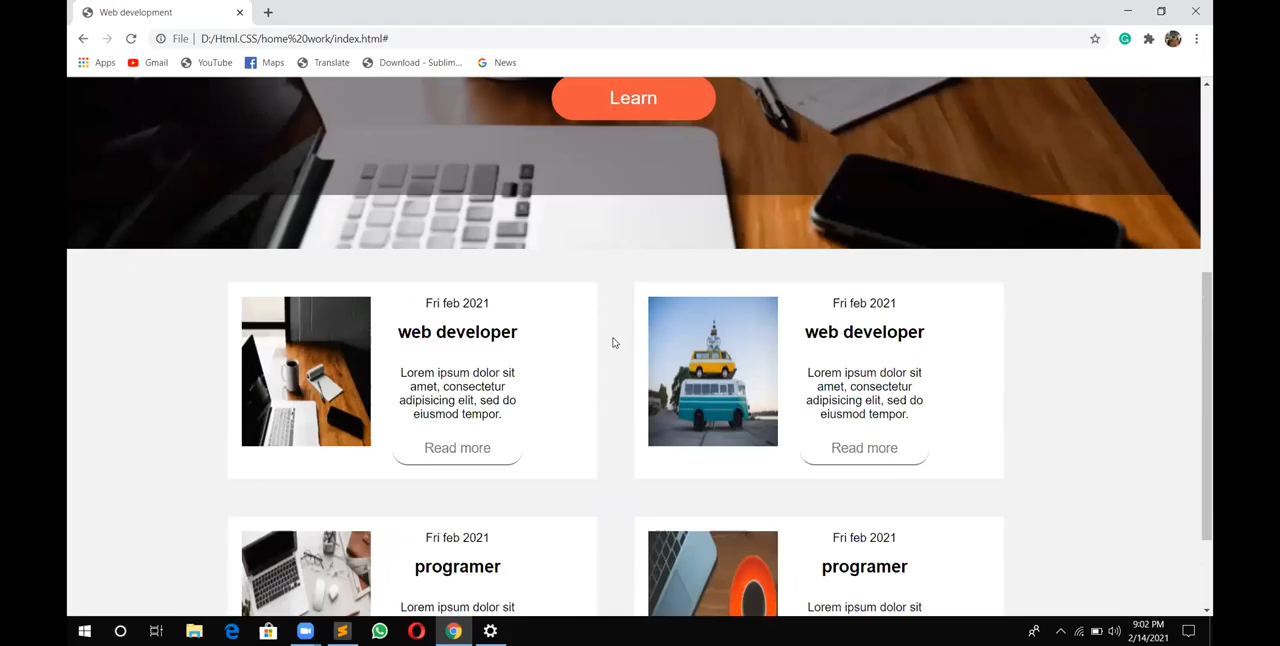 Web development
File D:/Html.CSS/home%20work/index.html#
Apps Gmail YouTube Maps Translate Download - Sublim... News
Learn
Fri feb 2021
web developer
Lorem ipsum dolor sit
amet, consectetur
adipisicing elit, sed do
eiusmod tempor.
Read more
Fri feb 2021
web developer
Lorem ipsum dolor sit
amet, consectetur
adipisicing elit, sed do
eiusmod tempor.
Read more
Fri feb 2021
programer
Lorem ipsum dolor sit
Fri feb 2021
programer
Lorem ipsum dolor sit
9:02 PM
2/14/2021